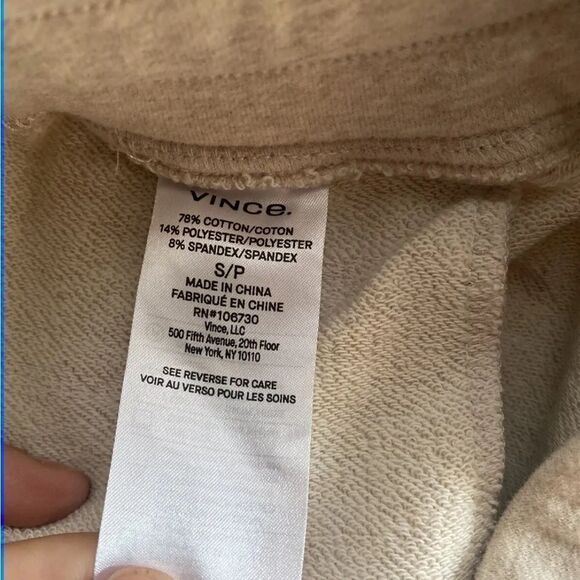 VINCE.
78% COTTON/COTON
14% POLYESTER/POLYESTER
8% SPANDEX/SPANDEX
S/P
MADE IN CHINA
FABRIQUÉ EN CHINE
RN#106730
Vince, LLC
500 Fifth Avenue, 20th Floor
New York, NY 10110
SEE REVERSE FOR CARE
VOIR AU VERSO POUR LES SOINS